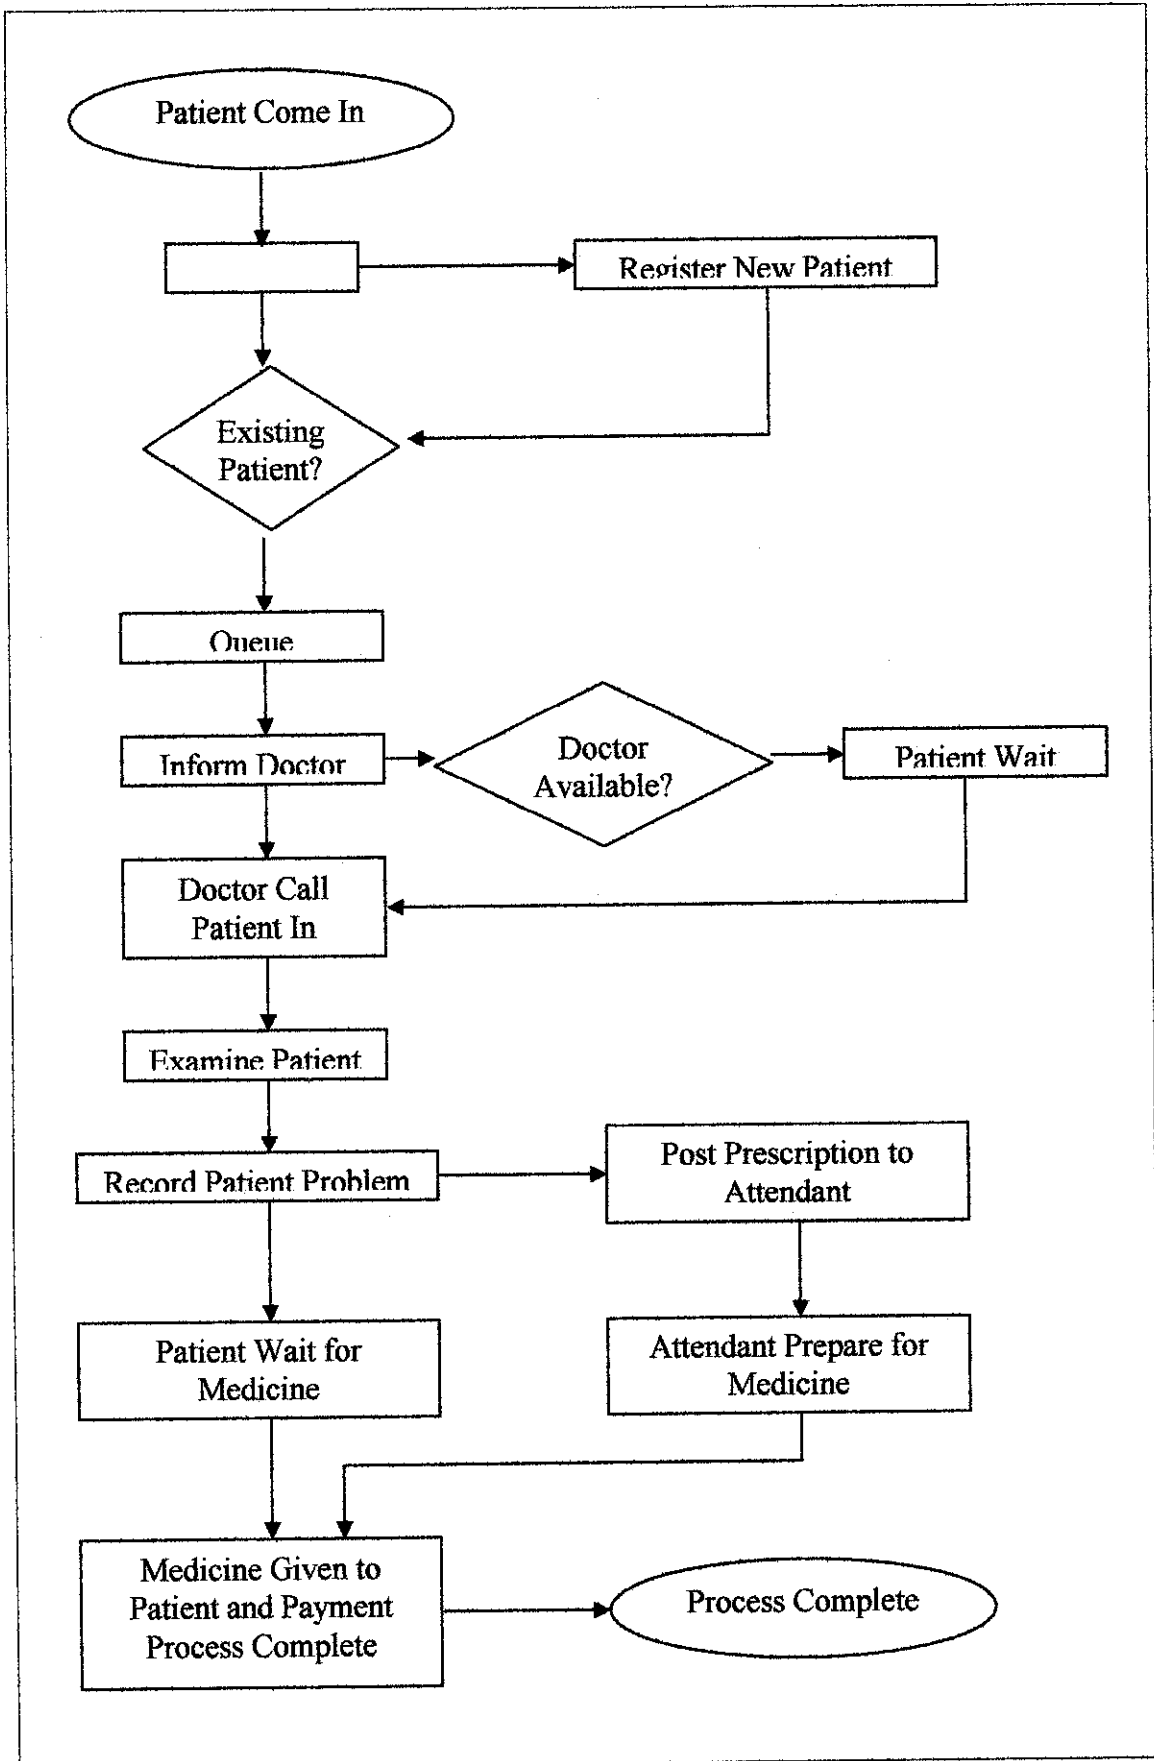 Patient Come In
Register New Patient
Existing
Patient?
Queue
Inform Doctor
Doctor
Available?
Patient Wait
Doctor Call
Patient In
Examine Patient
Record Patient Problem
Post Prescription to
Attendant
Patient Wait for
Medicine
Attendant Prepare for
Medicine
Medicine Given to
Patient and Payment
Process Complete
Process Complete